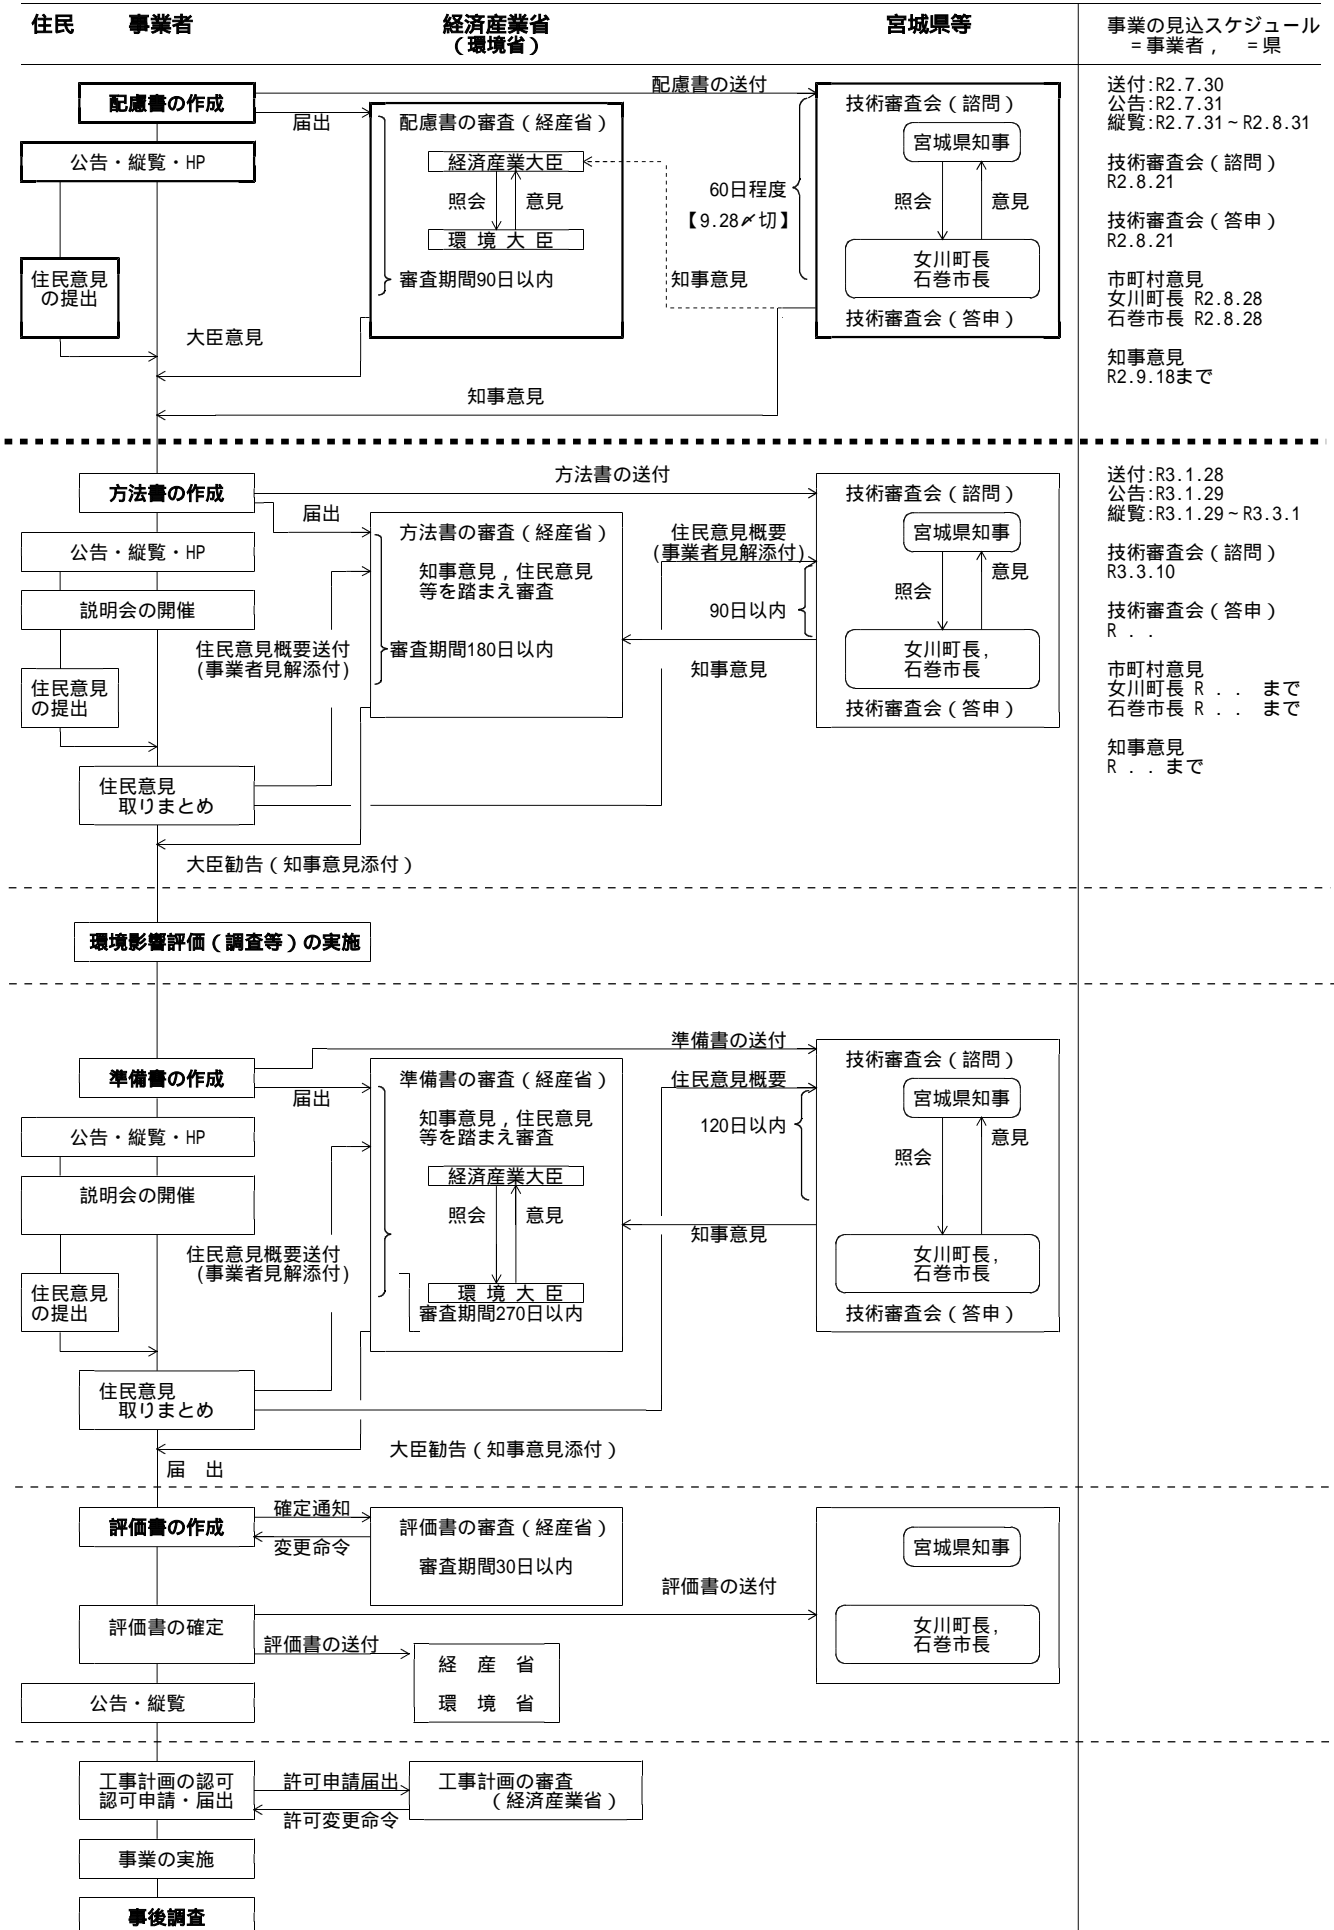 住民 事業者 経済産業省 宮城県等 事業の見込スケジュール
（環境省） ＝事業者， ＝県
配慮書の作成
届出
配慮書の送付
公告・縦覧・HP
住民意見
の提出
配慮書の審査（経産省）
経済産業大臣
照会 意見
環 境 大 臣
審査期間90日以内
大臣意見
知事意見
60日程度
【9.28〆切】
知事意見
技術審査会（諮問）
宮城県知事
照会 意見
女川町長
石巻市長
技術審査会（答申）
送付:R2.7.30
公告:R2.7.31
縦覧:R2.7.31～R2.8.31
技術審査会（諮問）
R2.8.21
技術審査会（答申）
R2.8.21
市町村意見
女川町長 R2.8.28
石巻市長 R2.8.28
知事意見
R2.9.18まで
方法書の作成
届出
方法書の送付
公告・縦覧・HP
説明会の開催
住民意見概要送付
(事業者見解添付)
住民意見
の提出
住民意見
取りまとめ
方法書の審査（経産省）
知事意見，住民意見
等を踏まえ審査
審査期間180日以内
大臣勧告（知事意見添付）
住民意見概要
(事業者見解添付)
90日以内
知事意見
技術審査会（諮問）
宮城県知事
照会 意見
女川町長，
石巻市長
技術審査会（答申）
送付:R3.1.28
公告:R3.1.29
縦覧:R3.1.29～R3.3.1
技術審査会（諮問）
R3.3.10
技術審査会（答申）
R . .
市町村意見
女川町長 R . . まで
石巻市長 R . . まで
知事意見
R . . まで
環境影響評価（調査等）の実施
準備書の作成
届出
準備書の送付
公告・縦覧・HP
説明会の開催
住民意見概要送付
(事業者見解添付)
住民意見
の提出
住民意見
取りまとめ
準備書の審査（経産省）
知事意見，住民意見
等を踏まえ審査
経済産業大臣
照会 意見
環 境 大 臣
審査期間270日以内
大臣勧告（知事意見添付）
届 出
住民意見概要
120日以内
知事意見
技術審査会（諮問）
宮城県知事
照会 意見
女川町長，
石巻市長
技術審査会（答申）
評価書の作成
確定通知
変更命令
評価書の審査（経産省）
審査期間30日以内
評価書の確定
評価書の送付
評価書の送付
経 産 省
環 境 省
宮城県知事
女川町長，
石巻市長
公告・縦覧
工事計画の認可
認可申請・届出
許可申請届出
許可変更命令
工事計画の審査
（経済産業省）
事業の実施
事後調査